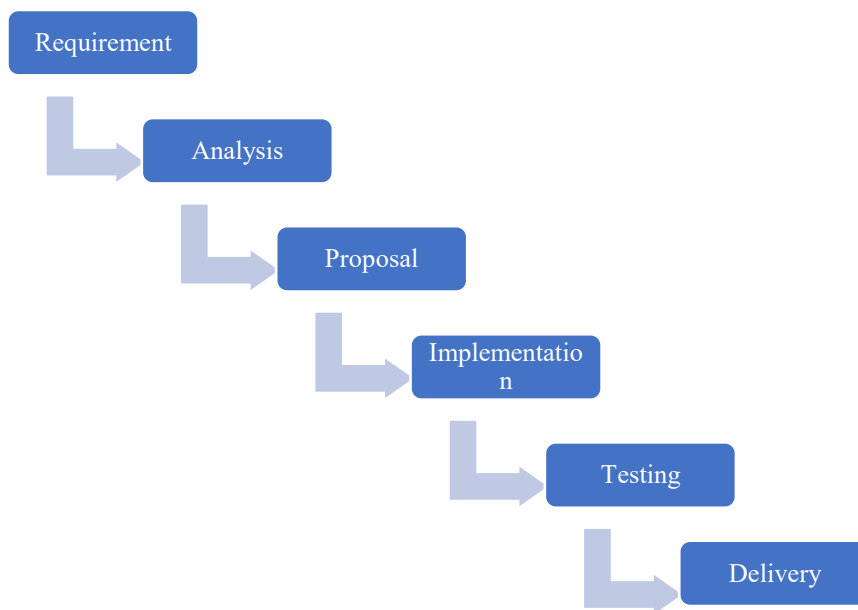 Requirement
Analysis
Proposal
Implementatio
n
Testing
Delivery